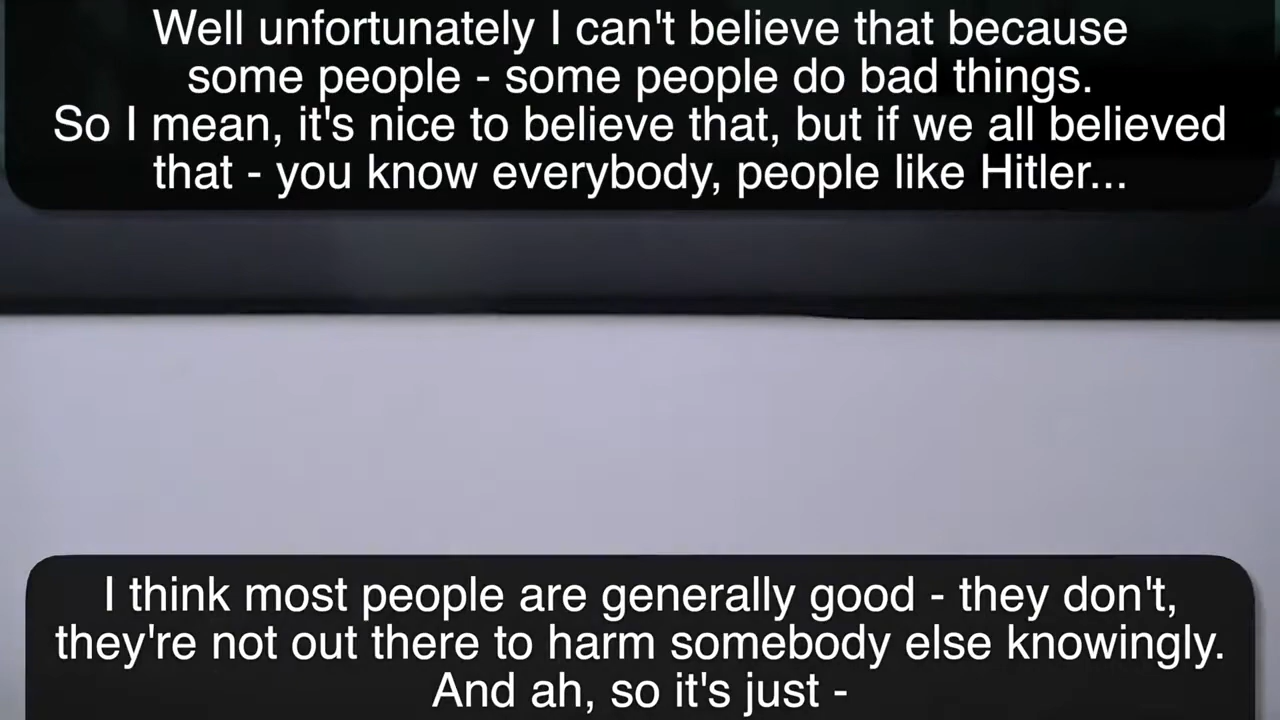 Well unfortunately I can't believe that because
some people - some people do bad things.
So I mean, it's nice to believe that, but if we all believed
that - you know everybody, people like Hitler...
I think most people are generally good - they don't,
they're not out there to harm somebody else knowingly.
And ah, so it's just -